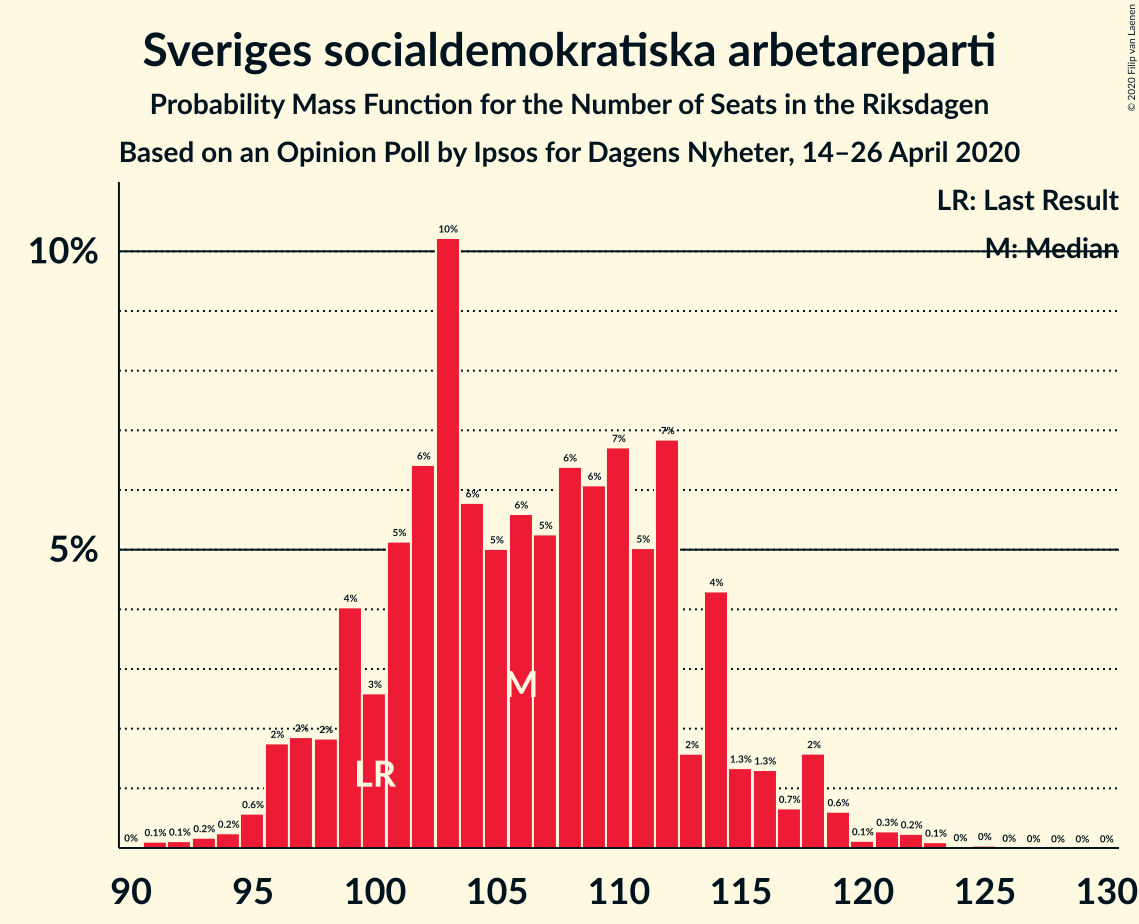 Sveriges socialdemokratiska arbetareparti
Probability Mass Function for the Number of Seats in the Riksdagen
Based on an Opinion Poll by Ipsos for Dagens Nyheter, 14–26 April 2020
© 2020 Filip van Laenen
LR: Last Result
M: Median
10%
5%
0% 0.1% 0.1% 0.2% 0.2% 0.6% 2% 2% 2% 4% 3% 5% 6% 10% 6% 5% 6% 5% 6% 6% 7% 5% 7% 2% 4% 1.3% 1.3% 0.7% 2% 0.6% 0.1% 0.3% 0.2% 0.1% 0% 0% 0% 0% 0% 0% 0%
M
LR
90 95 100 105 110 115 120 125 130